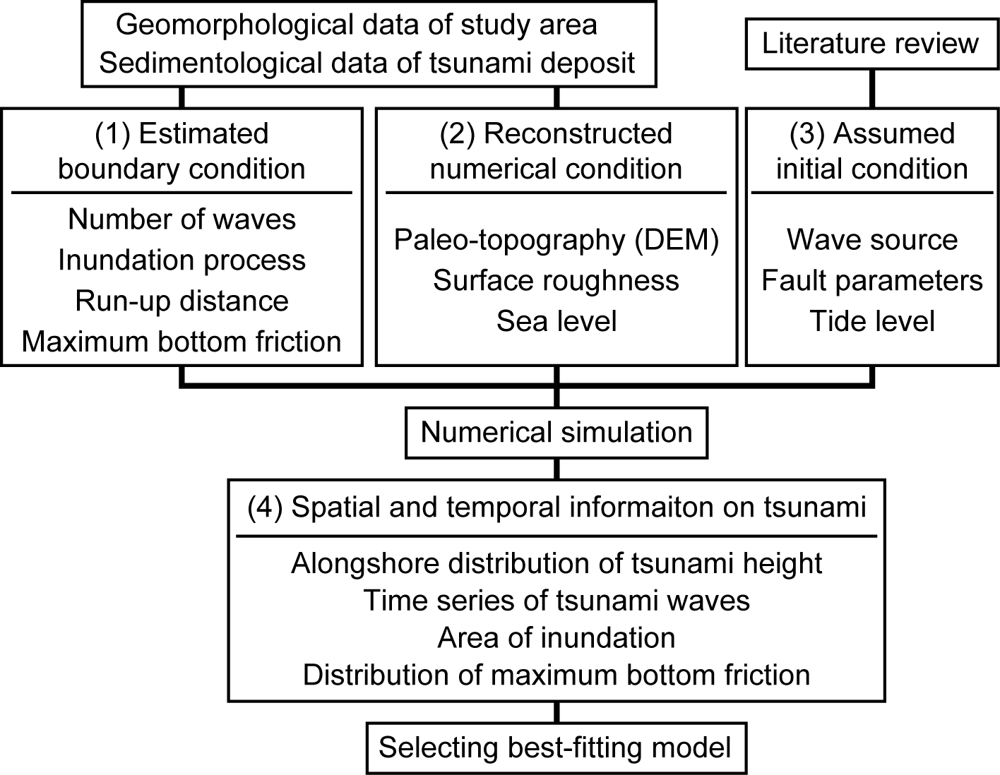 Geomorphological data of study area
Sedimentological data of tsunami deposit
Literature review
(1) Estimated
boundary condition
Number of waves
Inundation process
Run-up distance
Maximum bottom friction
(2) Reconstructed
numerical condition
Paleo-topography (DEM)
Surface roughness
Sea level
(3) Assumed
initial condition
Wave source
Fault parameters
Tide level
Numerical simulation
(4) Spatial and temporal informaiton on tsunami
Alongshore distribution of tsunami height
Time series of tsunami waves
Area of inundation
Distribution of maximum bottom friction
Selecting best-fitting model